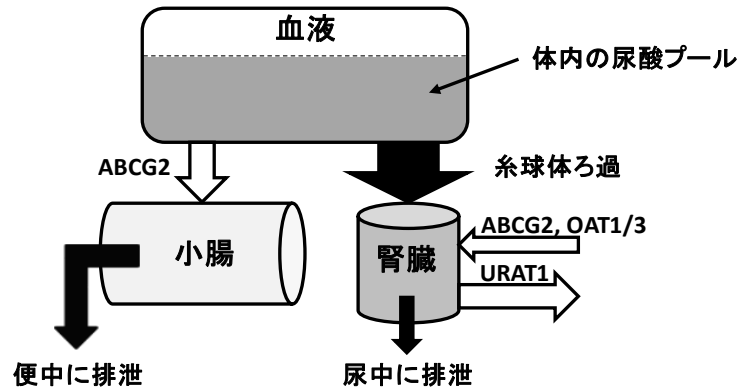 血液
体内の尿酸プール
ABCG2
糸球体ろ過
小腸
腎臓
ABCG2, OAT1/3
URAT1
便中に排泄
尿中に排泄